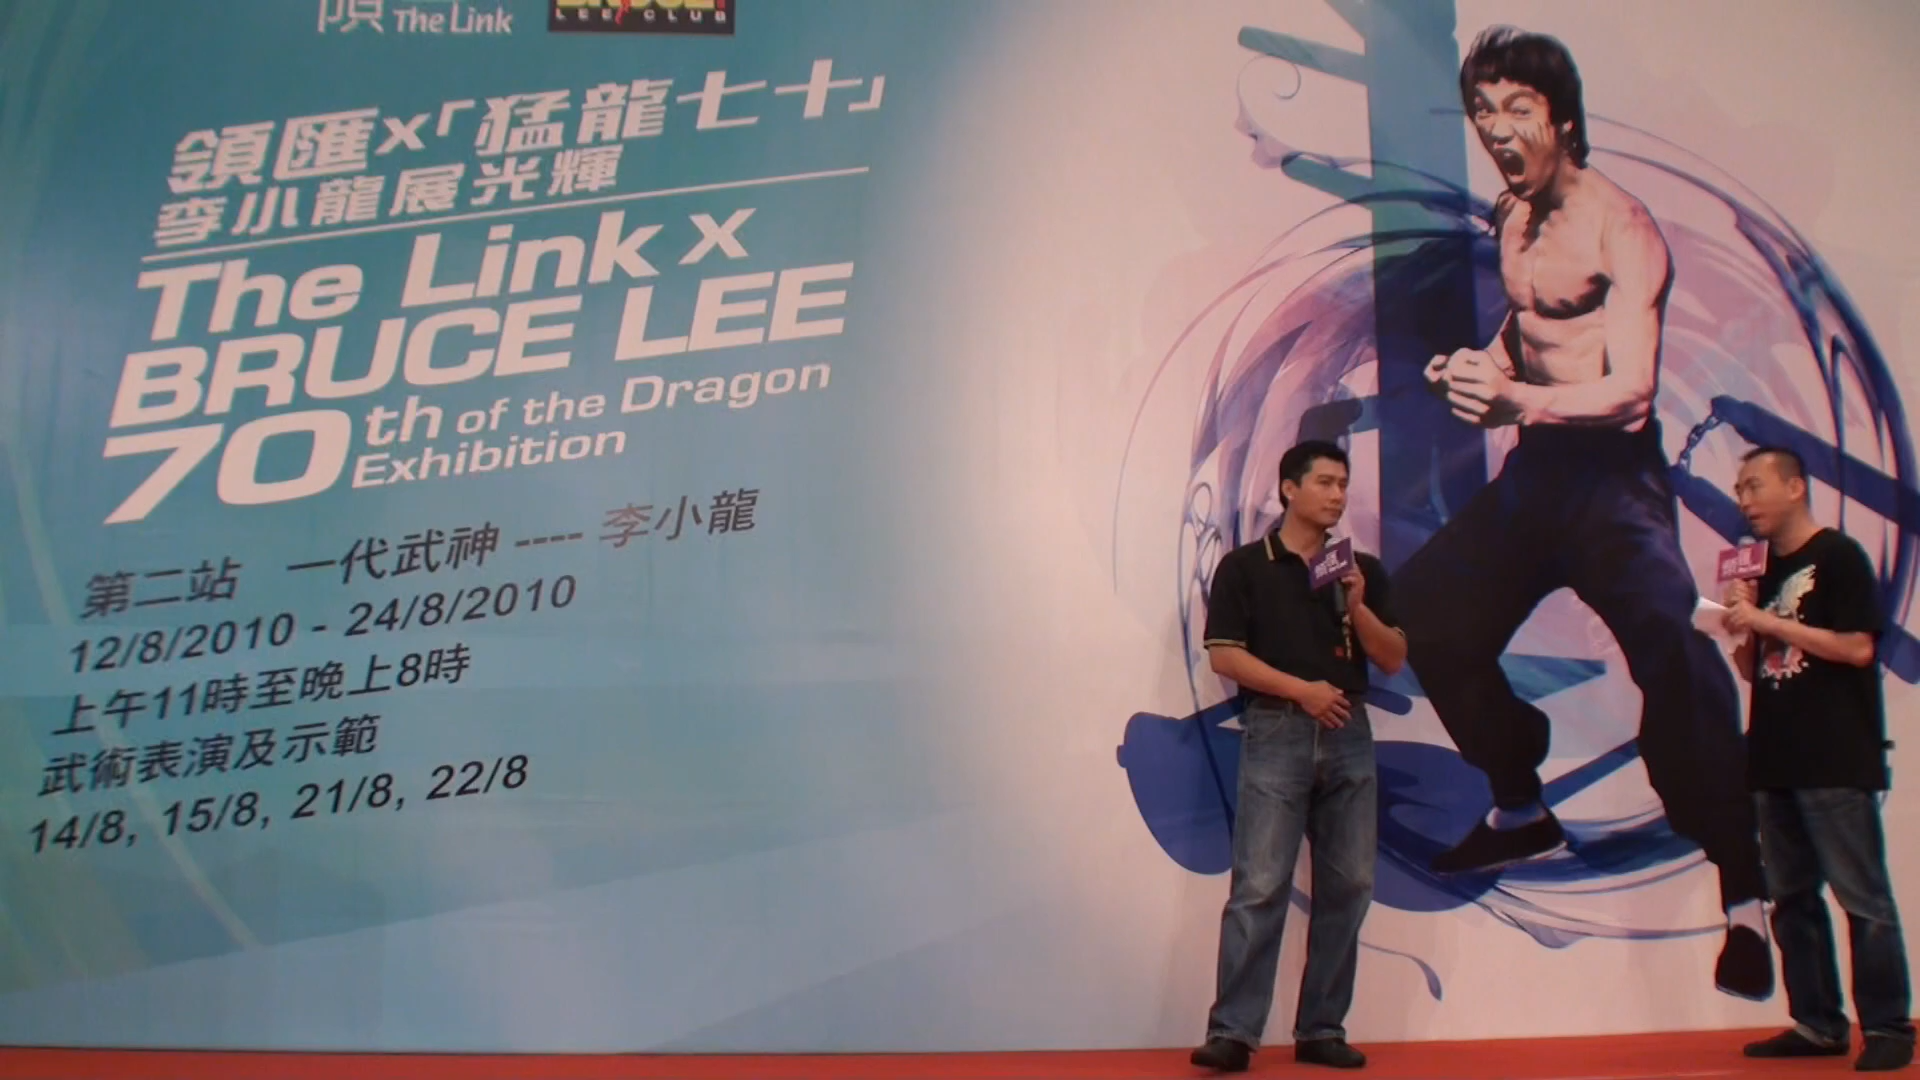 The Link
LEE CLUB
領匯x「猛龍七十」
李小龍展光輝
The Link x
BRUCE LEE
70th of the Dragon
Exhibition
第二站 一代武神 ---- 李小龍
12/8/2010 - 24/8/2010
上午11時至晚上8時
武術表演及示範
14/8, 15/8, 21/8, 22/8